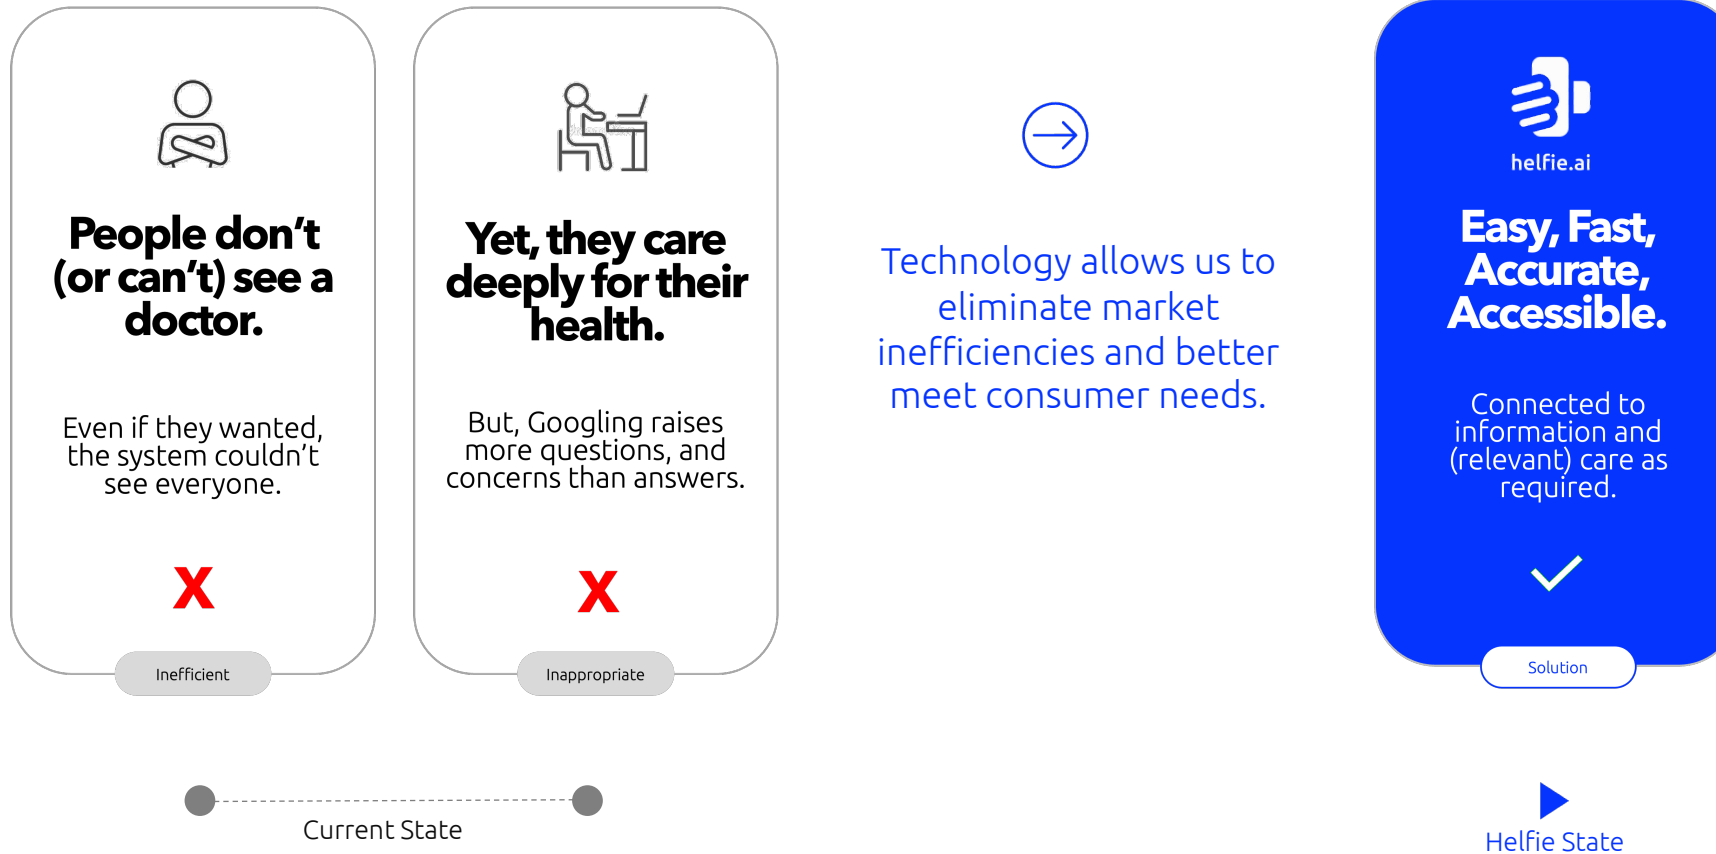 People don't
(or can't) see a
doctor.
Even if they wanted,
the system couldn't
see everyone.
X
Inefficient
Yet, they care
deeply for their
health.
But, Googling raises
more questions, and
concerns than answers.
X
Inappropriate
Current State
Technology allows us to
eliminate market
inefficiencies and better
meet consumer needs.
helfie.ai
Easy, Fast,
Accurate,
Accessible.
Connected to
information and
(relevant) care as
required.
Solution
Helfie State